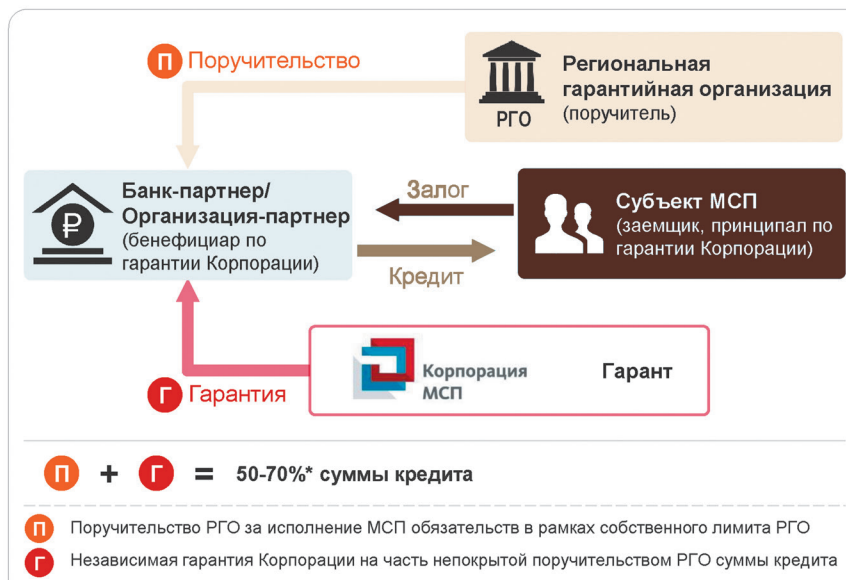 П Поручительство
Региональная
гарантийная организация
(поручитель)
РГО
Банк-партнер/
Организация-партнер
(бенефициар по
гарантии Корпорации)
₽
Залог
Кредит
Субъект МСП
(заемщик, принципал по
гарантии Корпорации)
Корпорация
МСП
Гарант
Г Гарантия
П + Г = 50-70%* суммы кредита
П Поручительство РГО за исполнение МСП обязательств в рамках собственного лимита РГО
Г Независимая гарантия Корпорации на часть непокрытой поручительством РГО суммы кредита